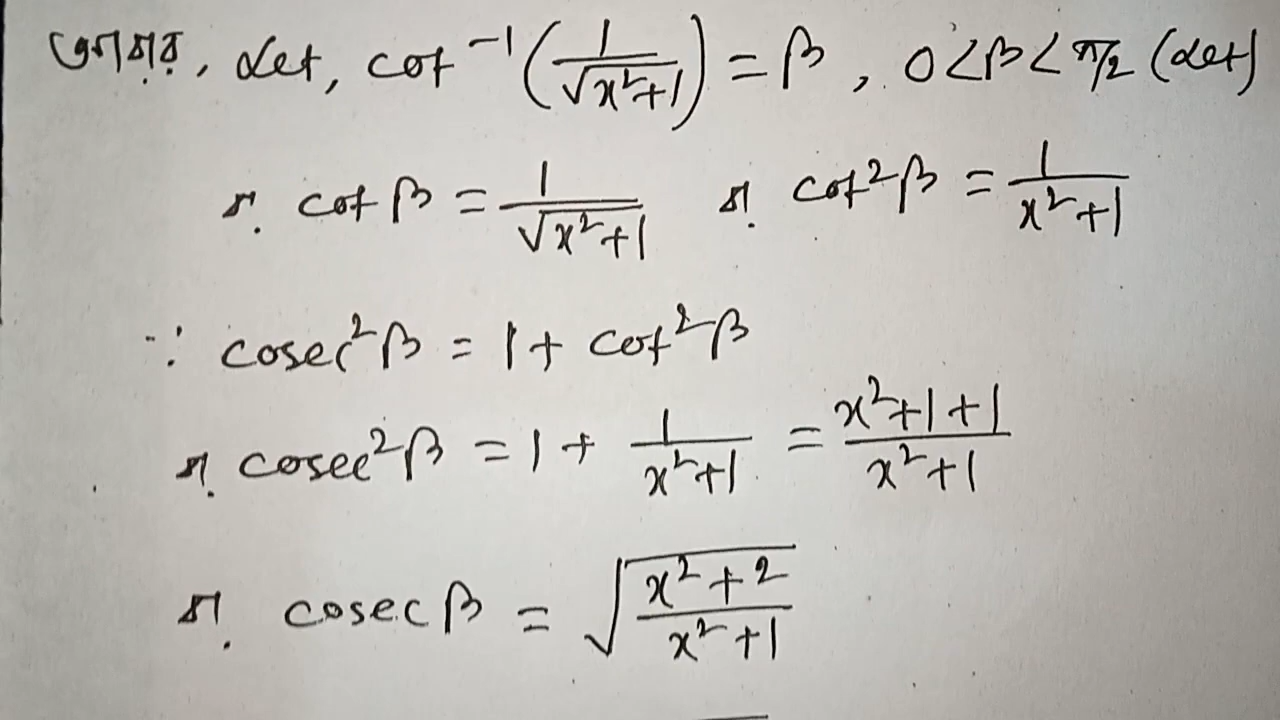 আবার, Let, cot⁻¹(1/√(x²+1)) = β, 0<β<π/2 (Let)
বা, cot β = 1/√(x²+1) বা, cot²β = 1/(x²+1)
∵ cosec²β = 1 + cot²β
বা, cosec²β = 1 + 1/(x²+1) = (x²+1+1)/(x²+1)
বা, cosec β = √((x²+2)/(x²+1))